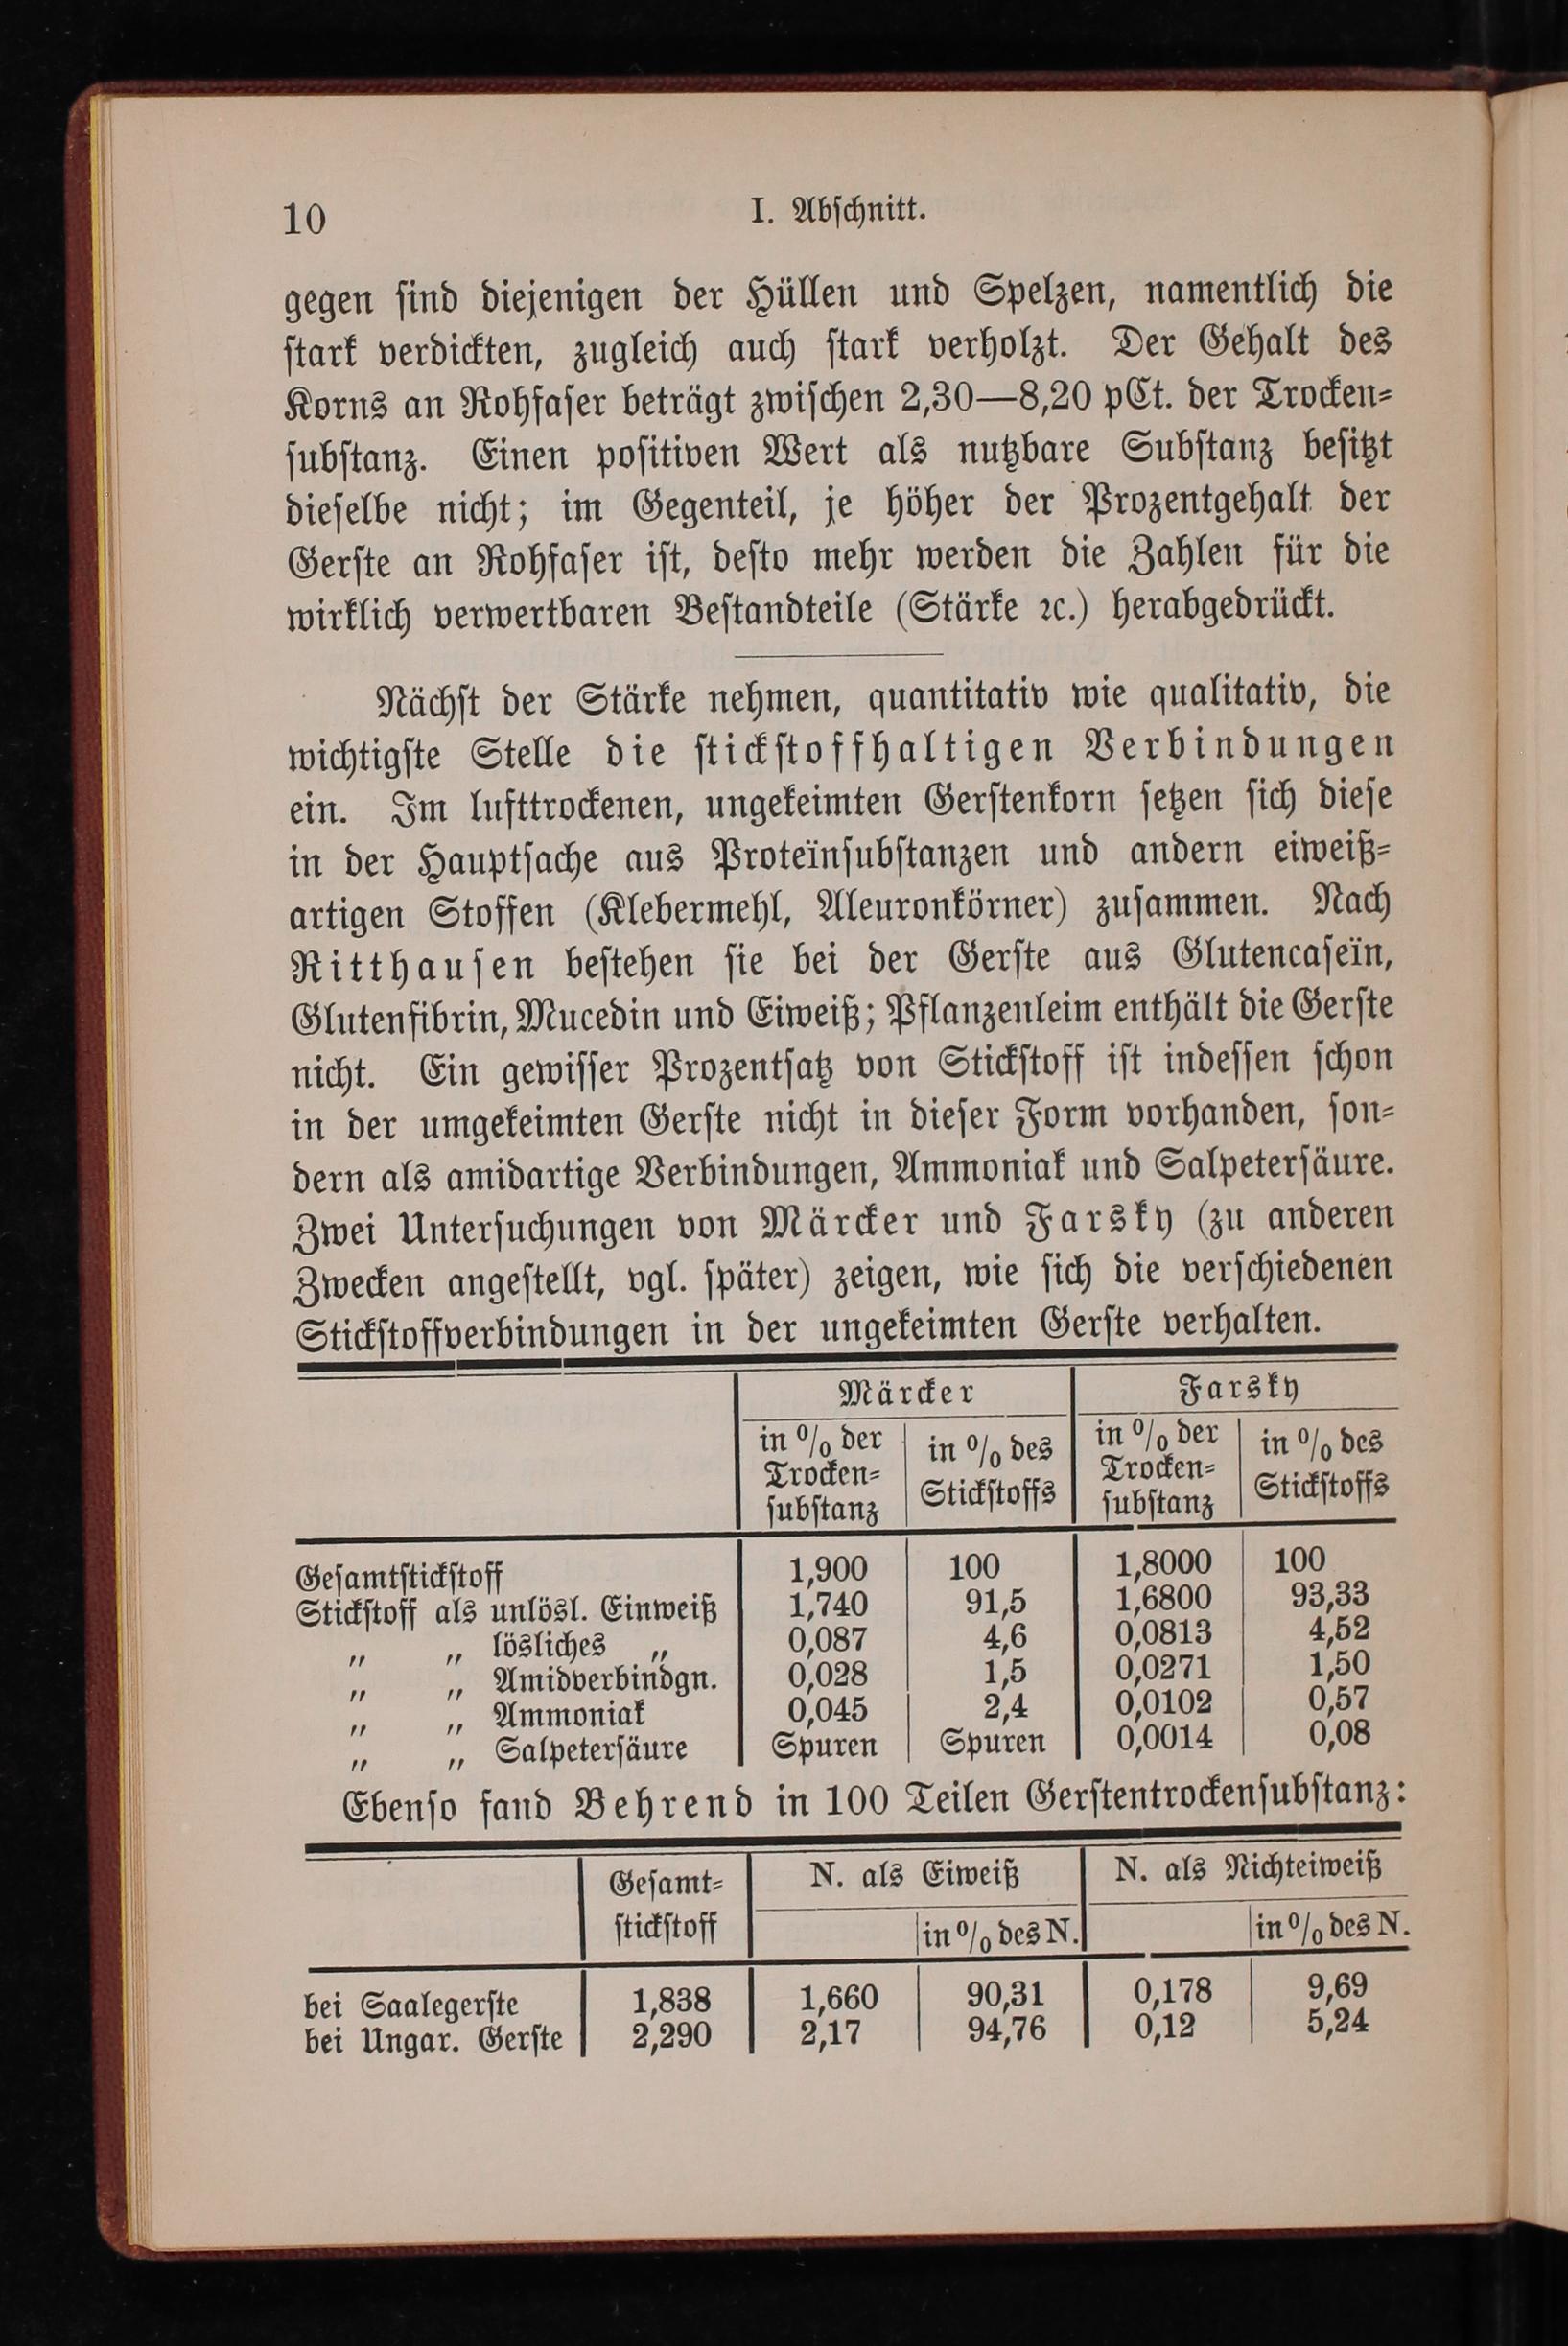 10
I. Abschnitt.
gegen sind diejenigen der Hüllen und Spelzen, namentlich die
stark verdickten, zugleich auch stark verholzt. Der Gehalt des
Korns an Rohfaser beträgt zwischen 2,30—8,20 pCt. der Trocken-
substanz. Einen positiven Wert als nutzbare Substanz besitzt
dieselbe nicht; im Gegenteil, je höher der Prozentgehalt der
Gerste an Rohfaser ist, desto mehr werden die Zahlen für die
wirklich verwertbaren Bestandteile (Stärke ꝛc.) herabgedrückt.
Nächst der Stärke nehmen, quantitativ wie qualitativ, die
wichtigste Stelle die stickstoffhaltigen Verbindungen
ein. Im lufttrockenen, ungekeimten Gerstenkorn setzen sich diese
in der Hauptsache aus Proteïnsubstanzen und andern eiweiß-
artigen Stoffen (Klebermehl, Aleuronkörner) zusammen. Nach
Ritthausen bestehen sie bei der Gerste aus Glutencaseïn,
Glutenfibrin, Mucedin und Eiweiß; Pflanzenleim enthält die Gerste
nicht. Ein gewisser Prozentsatz von Stickstoff ist indessen schon
in der umgekeimten Gerste nicht in dieser Form vorhanden, son-
dern als amidartige Verbindungen, Ammoniak und Salpetersäure.
Zwei Untersuchungen von Märcker und Farsky (zu anderen
Zwecken angestellt, vgl. später) zeigen, wie sich die verschiedenen
Stickstoffverbindungen in der ungekeimten Gerste verhalten.
Märcker Farsky
in % der in % des in % der in % des
Trocken- Stickstoffs Trocken- Stickstoffs
substanz substanz
Gesamtstickstoff 1,900 100 1,8000 100
Stickstoff als unlösl. Einweiß 1,740 91,5 1,6800 93,33
„ „ lösliches „ 0,087 4,6 0,0813 4,52
„ „ Amidverbindgn. 0,028 1,5 0,0271 1,50
„ „ Ammoniak 0,045 2,4 0,0102 0,57
„ „ Salpetersäure Spuren Spuren 0,0014 0,08
Ebenso fand Behrend in 100 Teilen Gerstentrockensubstanz:
Gesamt- N. als Eiweiß N. als Nichteiweiß
stickstoff in % des N. in % des N.
bei Saalegerste 1,838 1,660 90,31 0,178 9,69
bei Ungar. Gerste 2,290 2,17 94,76 0,12 5,24